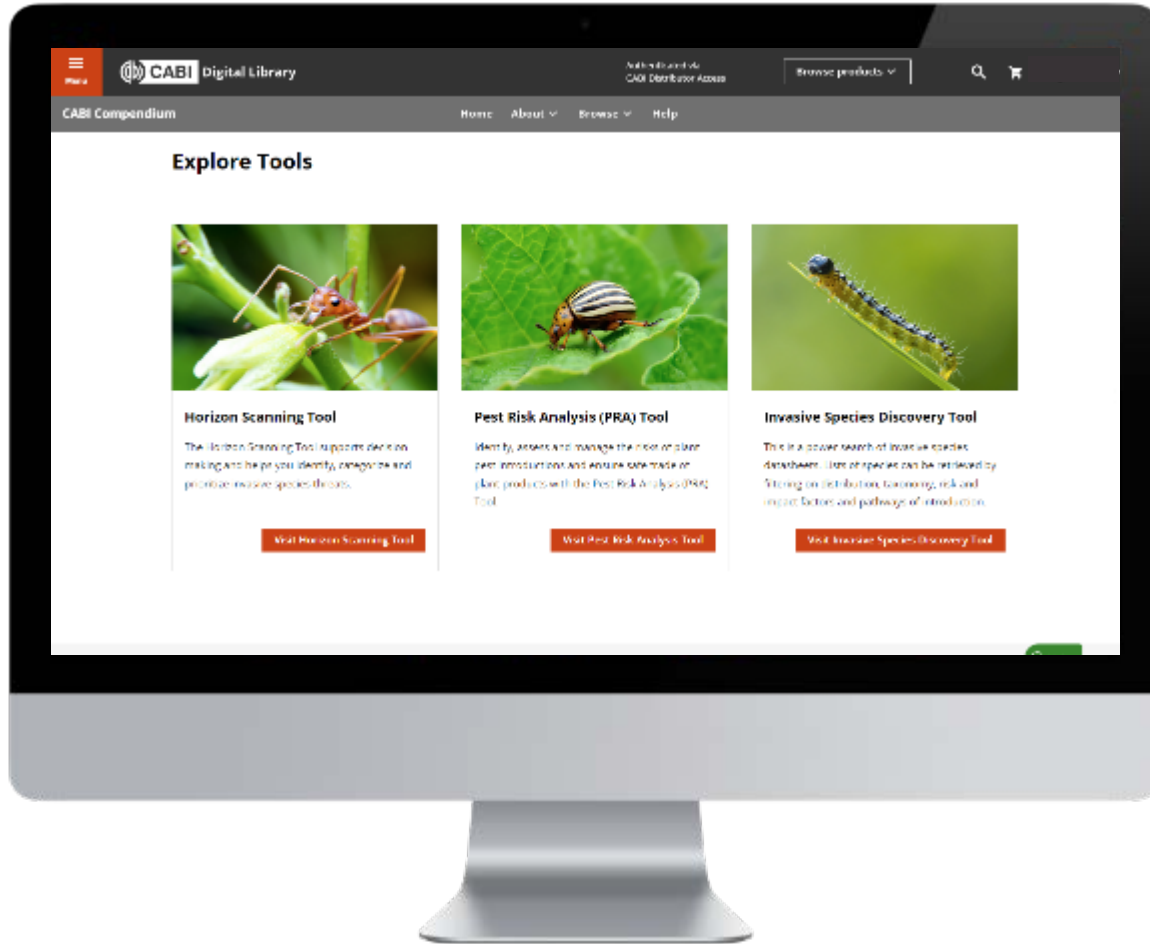 Menu
CABI Digital Library
Authenticated via
CABI Distributor Access
Browse products
CABI Compendium
Home About Browse Help
Explore Tools
Horizon Scanning Tool
The Horizon Scanning Tool supports decision
making and helps you identify, categorize and
prioritize invasive species threats.
Visit Horizon Scanning Tool
Pest Risk Analysis (PRA) Tool
Identify, assess and manage the risks of plant
pest introductions and ensure safe trade of
plant products with the Pest Risk Analysis (PRA)
Tool
Visit Pest Risk Analysis Tool
Invasive Species Discovery Tool
This is a power search of invasive species
datasheets. Lists of species can be retrieved by
filtering on distribution, taxonomy, risk and
impact factors and pathways of introduction.
Visit Invasive Species Discovery Tool